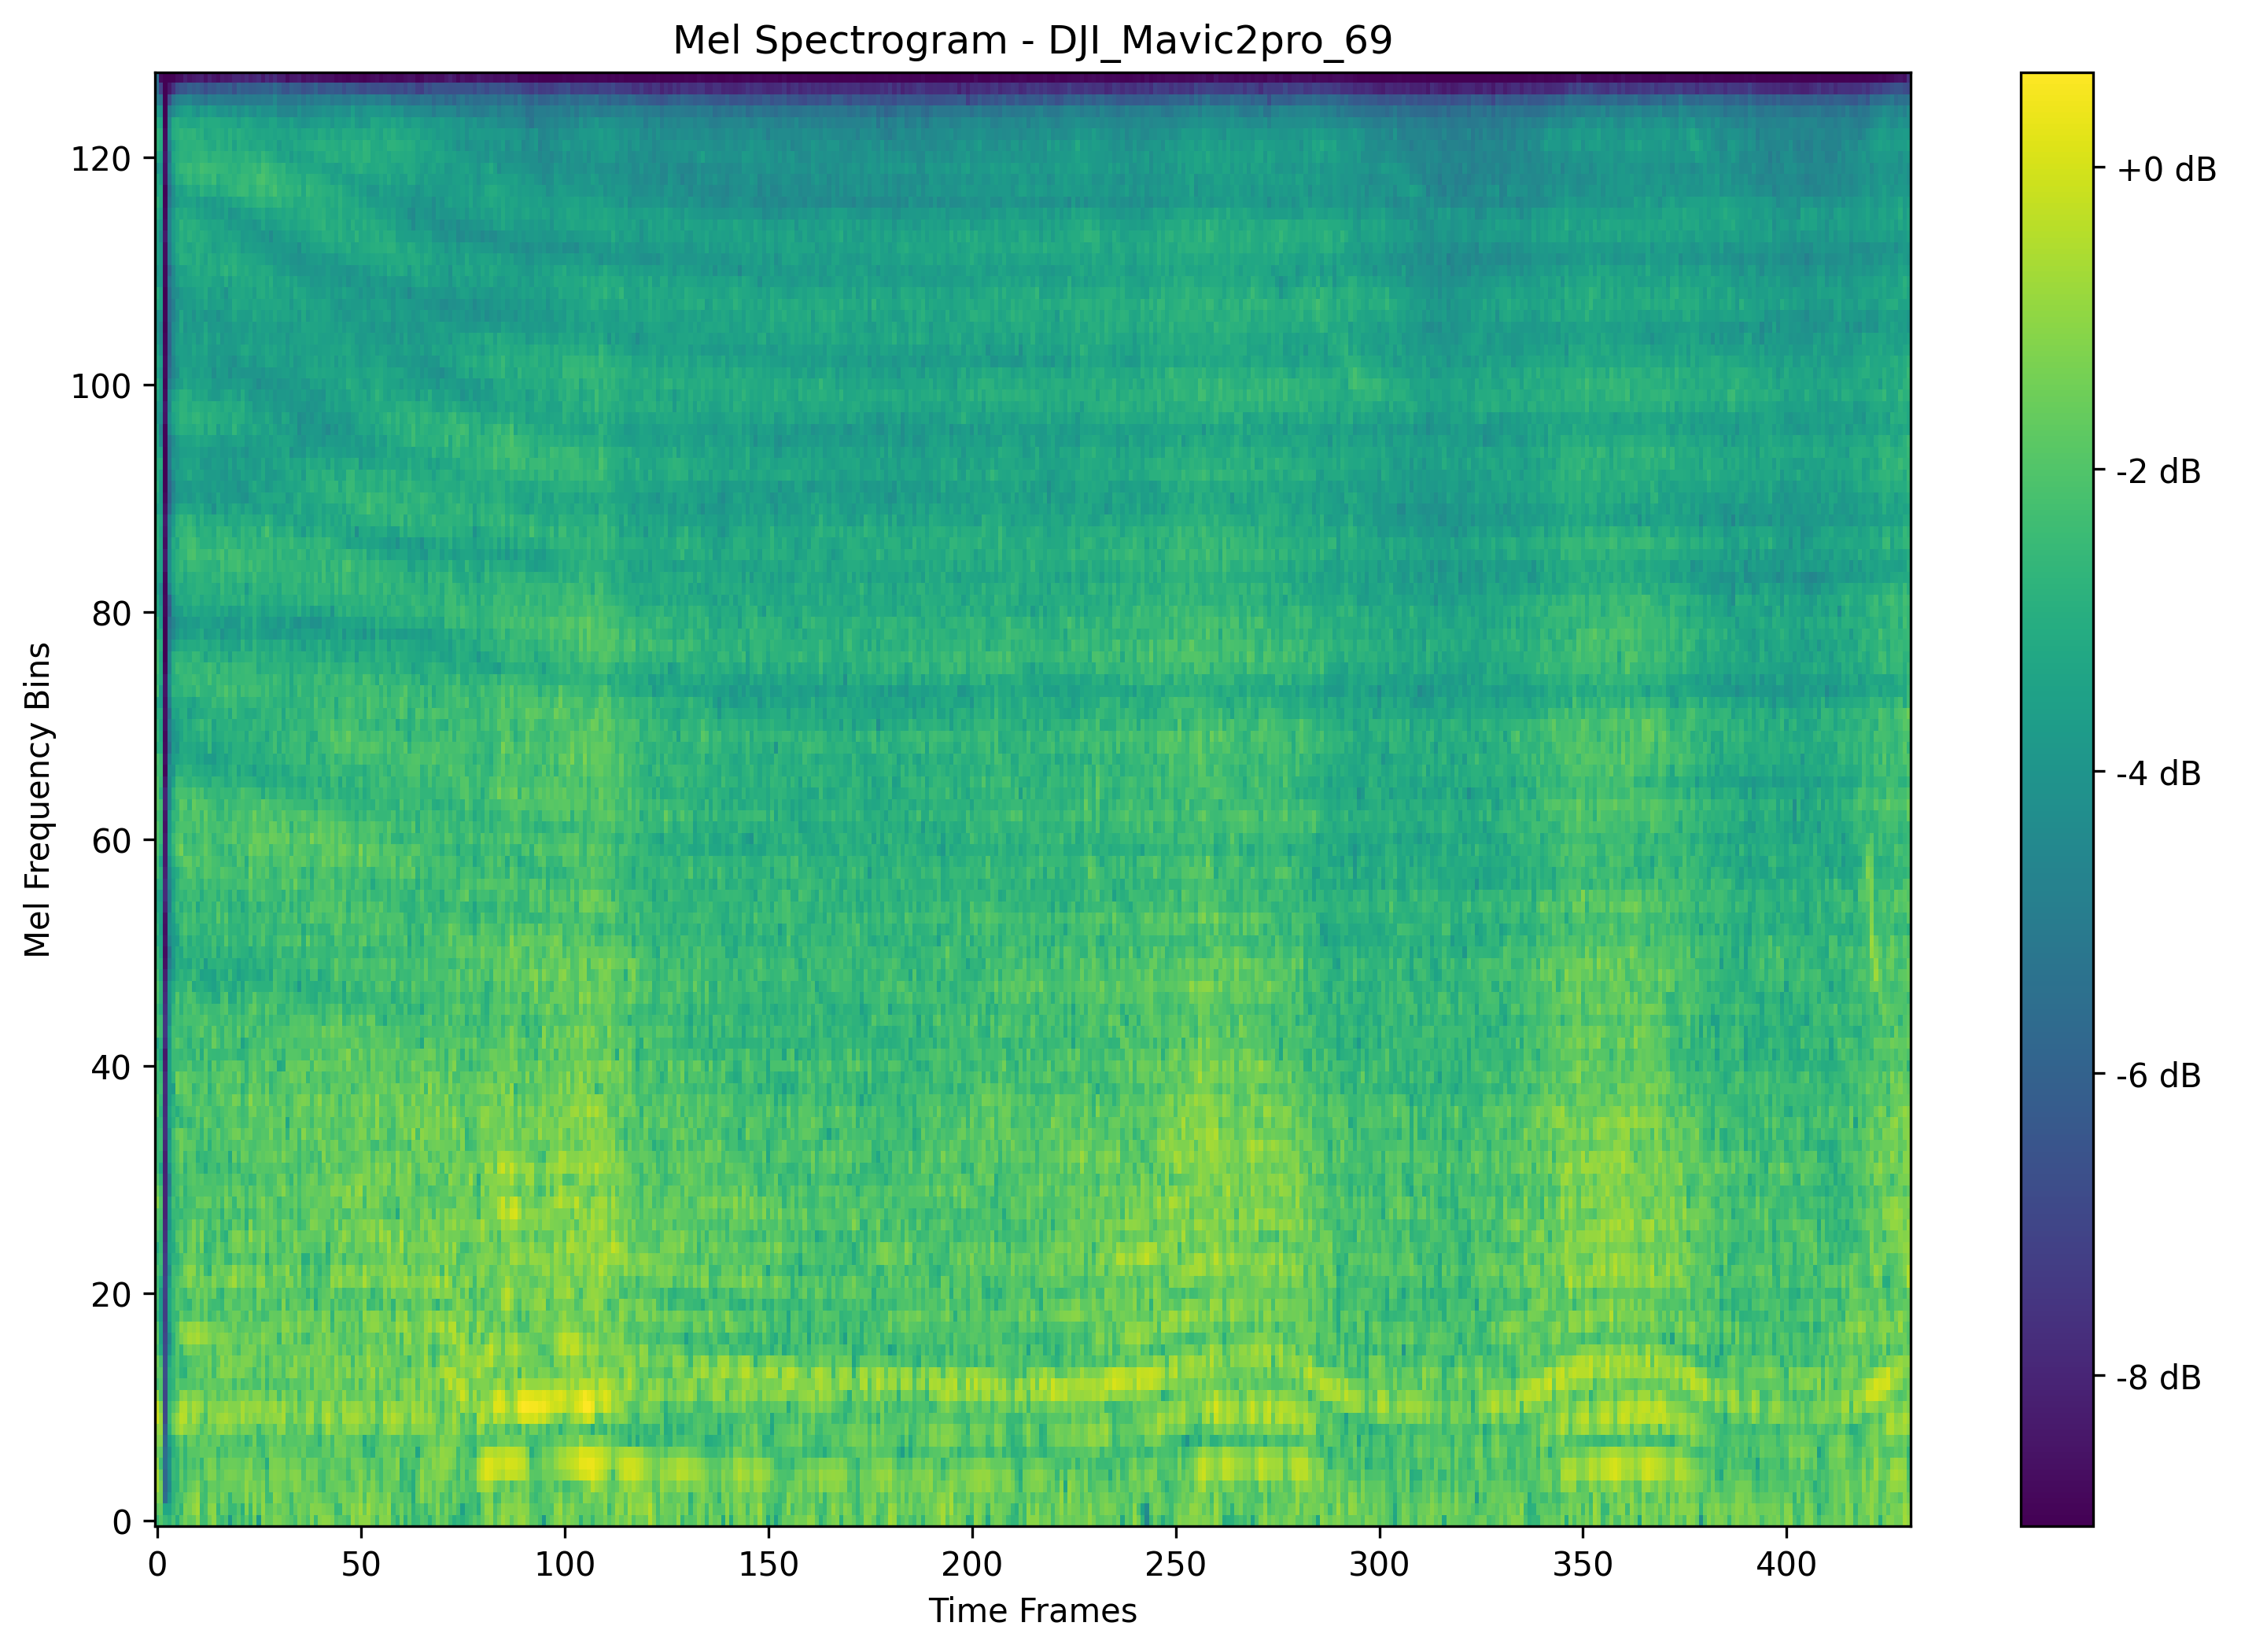 Mel Spectrogram - DJI_Mavic2pro_69
Mel Frequency Bins
120
100
80
60
40
20
0
0 50 100 150 200 250 300 350 400
Time Frames
+0 dB
-2 dB
-4 dB
-6 dB
-8 dB